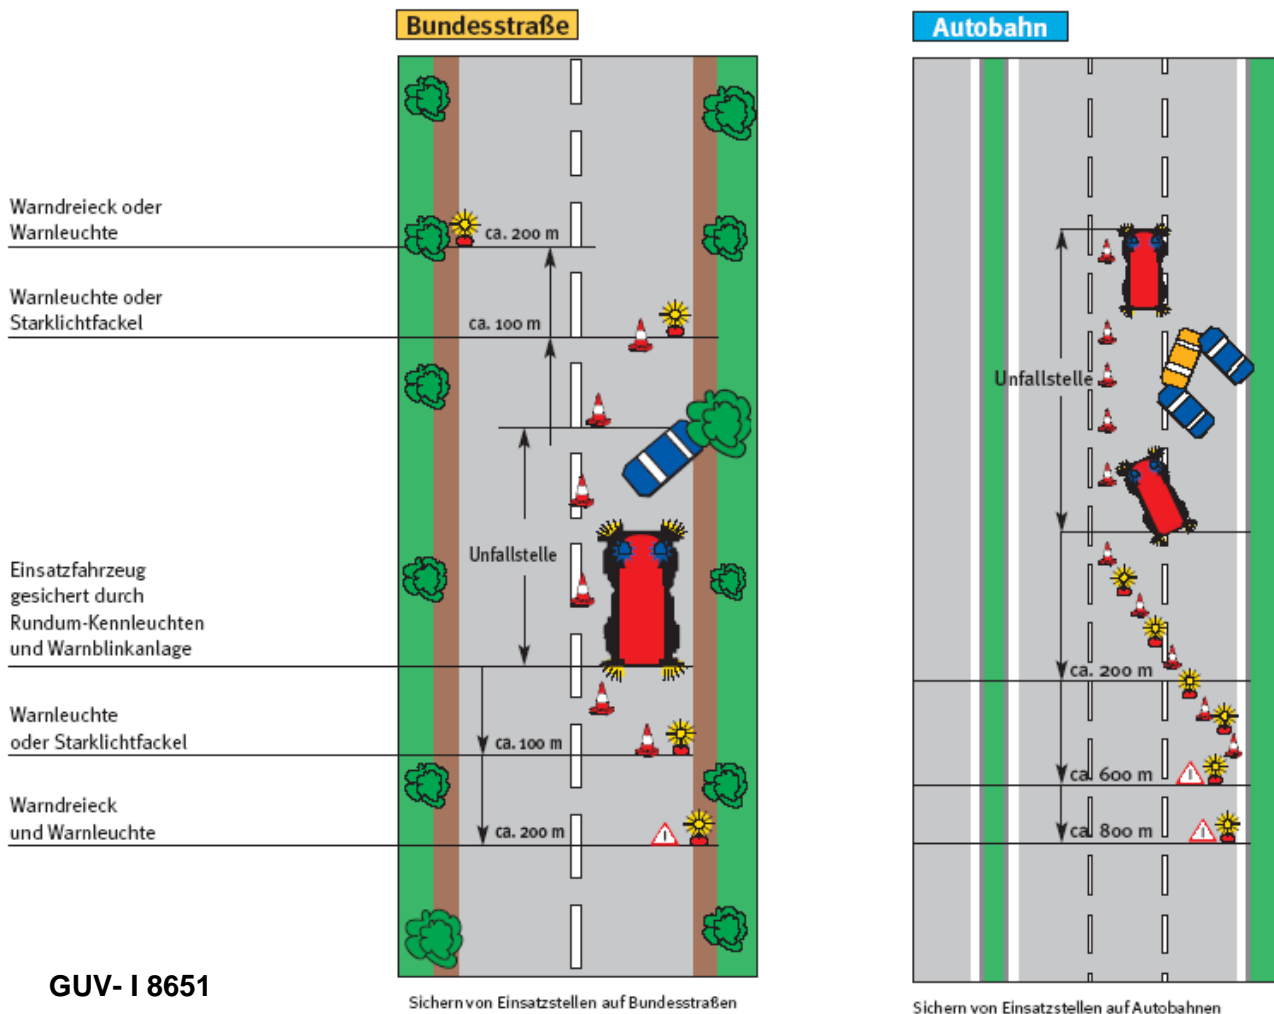 Bundesstraße
Autobahn
Warndreieck oder
Warnleuchte
ca. 200 m
Warnleuchte oder
Starklichtfackel
ca. 100 m
Unfallstelle
Unfallstelle
Einsatzfahrzeug
gesichert durch
Rundum-Kennleuchten
und Warnblinkanlage
ca. 200 m
Warnleuchte
oder Starklichtfackel
ca. 100 m
ca. 600 m
Warndreieck
und Warnleuchte
ca. 200 m
ca. 800 m
GUV- I 8651
Sichern von Einsatzstellen auf Bundesstraßen
Sichern von Einsatzstellen auf Autobahnen